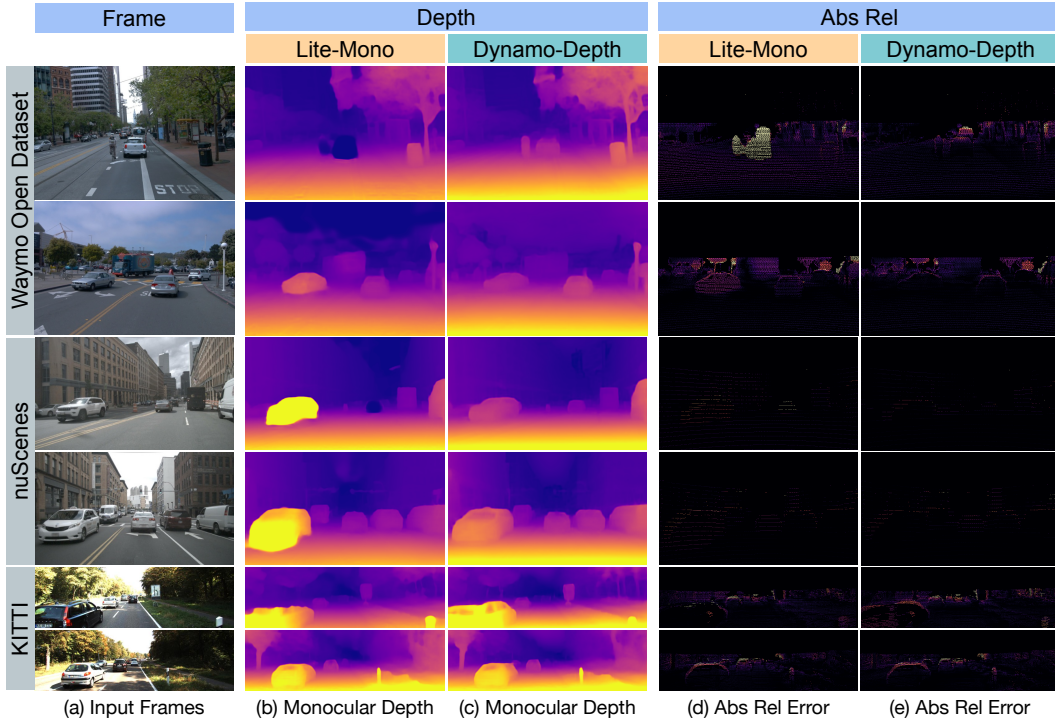 Frame
Depth
Abs Rel
Lite-Mono
Dynamo-Depth
Lite-Mono
Dynamo-Depth
Waymo Open Dataset
STOP
nuScenes
KITTI
(a) Input Frames
(b) Monocular Depth
(c) Monocular Depth
(d) Abs Rel Error
(e) Abs Rel Error